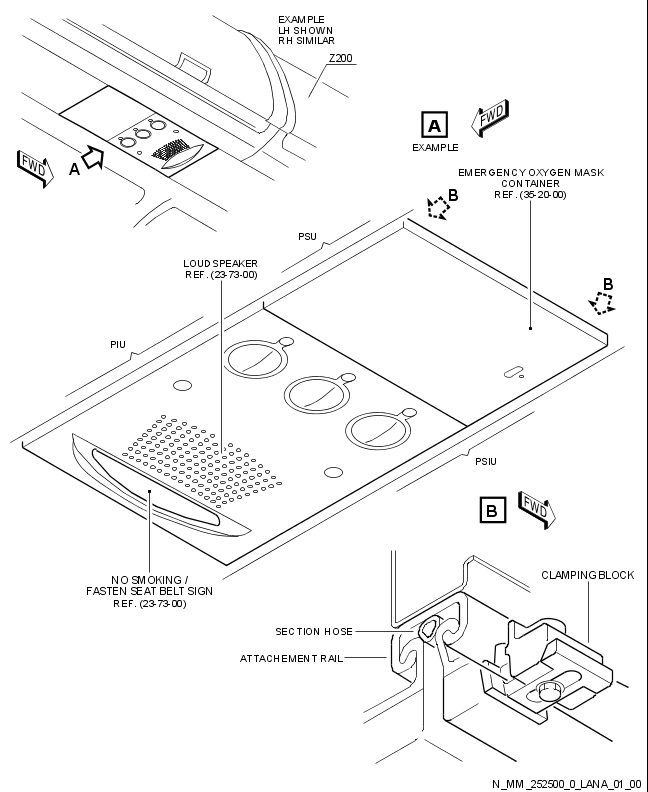 EXAMPLE
LH SHOWN
RH SIMILAR
Z200
FWD
A
A
FWD
EXAMPLE
EMERGENCY OXYGEN MASK
CONTAINER
REF. (35-20-00)
B
B
PSU
LOUDSPEAKER
REF. (23-73-00)
PIU
PSIU
B
FWD
NO SMOKING /
FASTEN SEAT BELT SIGN
REF. (23-73-00)
CLAMPING BLOCK
SECTION HOSE
ATTACHEMENT RAIL
N_MM_252500_0_LANA_01_00